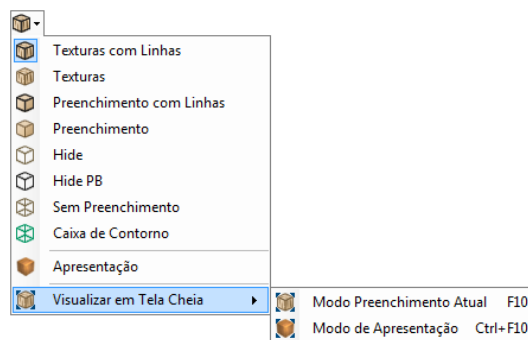 Texturas com Linhas
Texturas
Preenchimento com Linhas
Preenchimento
Hide
Hide PB
Sem Preenchimento
Caixa de Contorno
Apresentação
Visualizar em Tela Cheia
Modo Preenchimento Atual F10
Modo de Apresentação Ctrl+F10